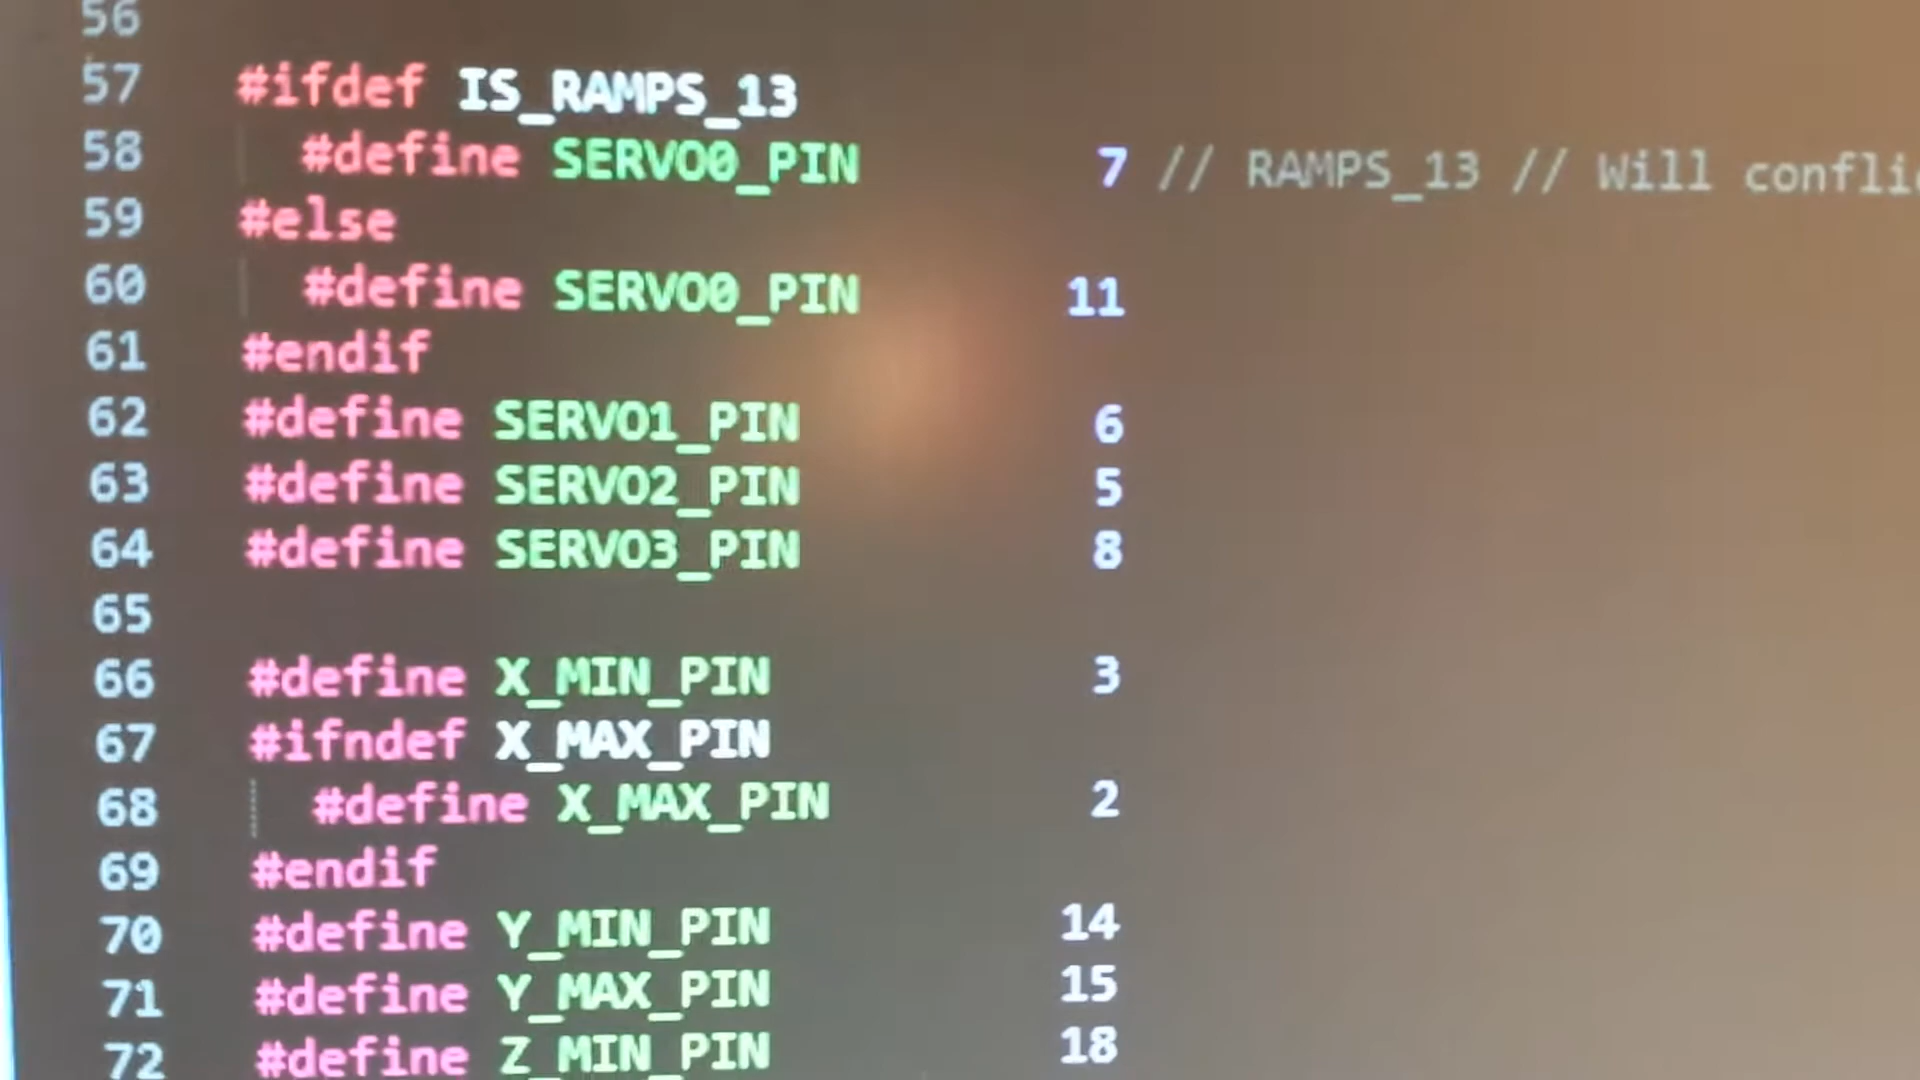 56
57 #ifdef IS_RAMPS_13
58 #define SERVO0_PIN 7 // RAMPS_13 // Will
59 #else
60 #define SERVO0_PIN 11
61 #endif
62 #define SERVO1_PIN 6
63 #define SERVO2_PIN 5
64 #define SERVO3_PIN 8
65
66 #define X_MIN_PIN 3
67 #ifndef X_MAX_PIN
68 #define X_MAX_PIN 2
69 #endif
70 #define Y_MIN_PIN 14
71 #define Y_MAX_PIN 15
72 #define Z_MIN_PIN 18